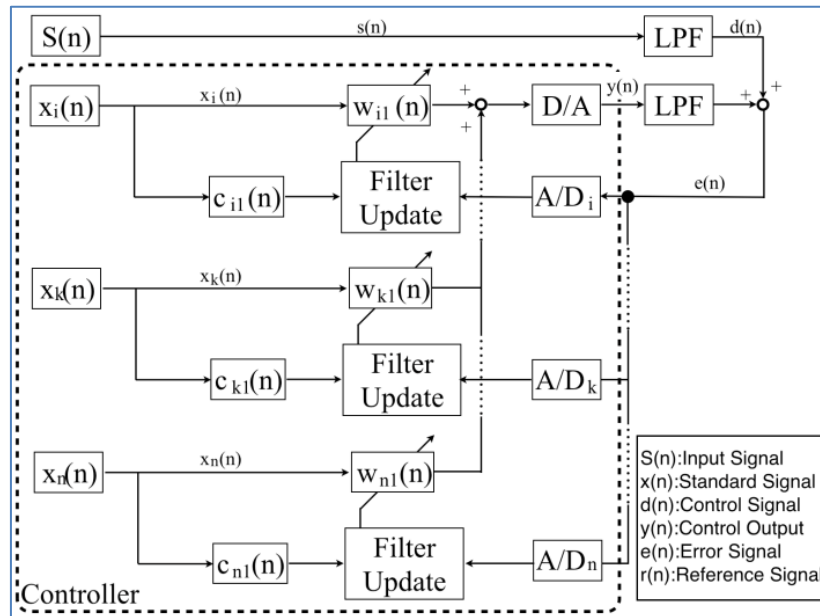 S(n) s(n) LPF d(n)
+
xᵢ(n) xᵢ(n) wᵢ₁(n) + D/A y(n) LPF +
+
cᵢ₁(n) Filter Update A/Dᵢ e(n)
xₖ(n) xₖ(n) wₖ₁(n)
cₖ₁(n) Filter Update A/Dₖ
xₙ(n) xₙ(n) wₙ₁(n)
cₙ₁(n) Filter Update A/Dₙ
Controller
S(n):Input Signal
x(n):Standard Signal
d(n):Control Signal
y(n):Control Output
e(n):Error Signal
r(n):Reference Signal